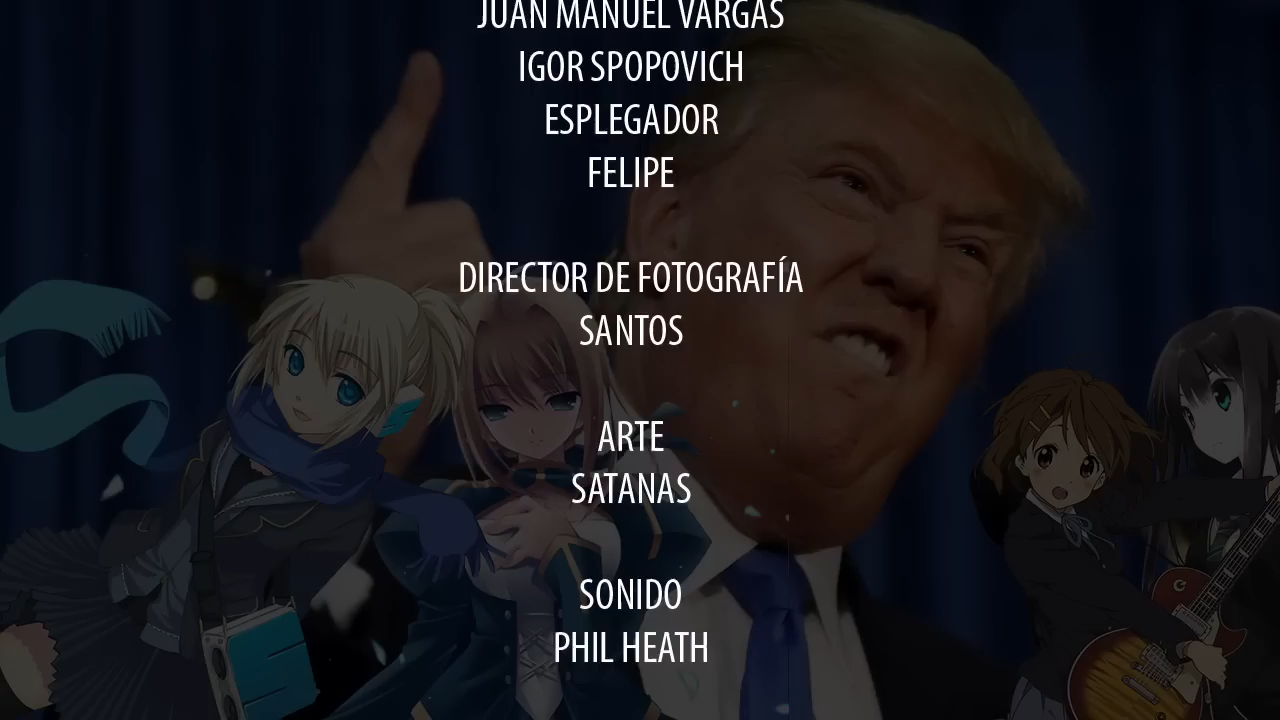 JUAN MANUEL VARGAS
IGOR SPOPOVICH
ESPLEGADOR
FELIPE
DIRECTOR DE FOTOGRAFÍA
SANTOS
ARTE
SATANAS
SONIDO
PHIL HEATH